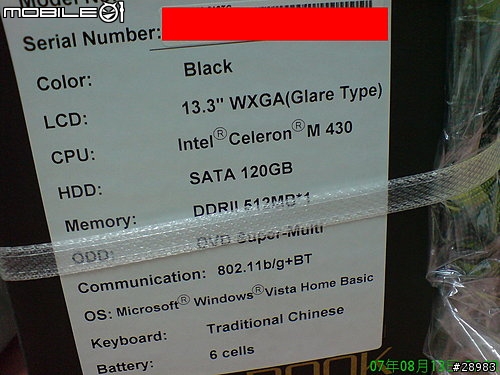 MOBILE01
Model N
Serial Number:
Color: Black
LCD: 13.3" WXGA(Glare Type)
CPU: Intel®Celeron®M 430
HDD: SATA 120GB
Memory: DDRII 512MB*1
ODD: DVD Super-Multi
Communication: 802.11b/g+BT
OS: Microsoft® Windows®Vista Home Basic
Keyboard: Traditional Chinese
Battery: 6 cells
07年08月1
#28983